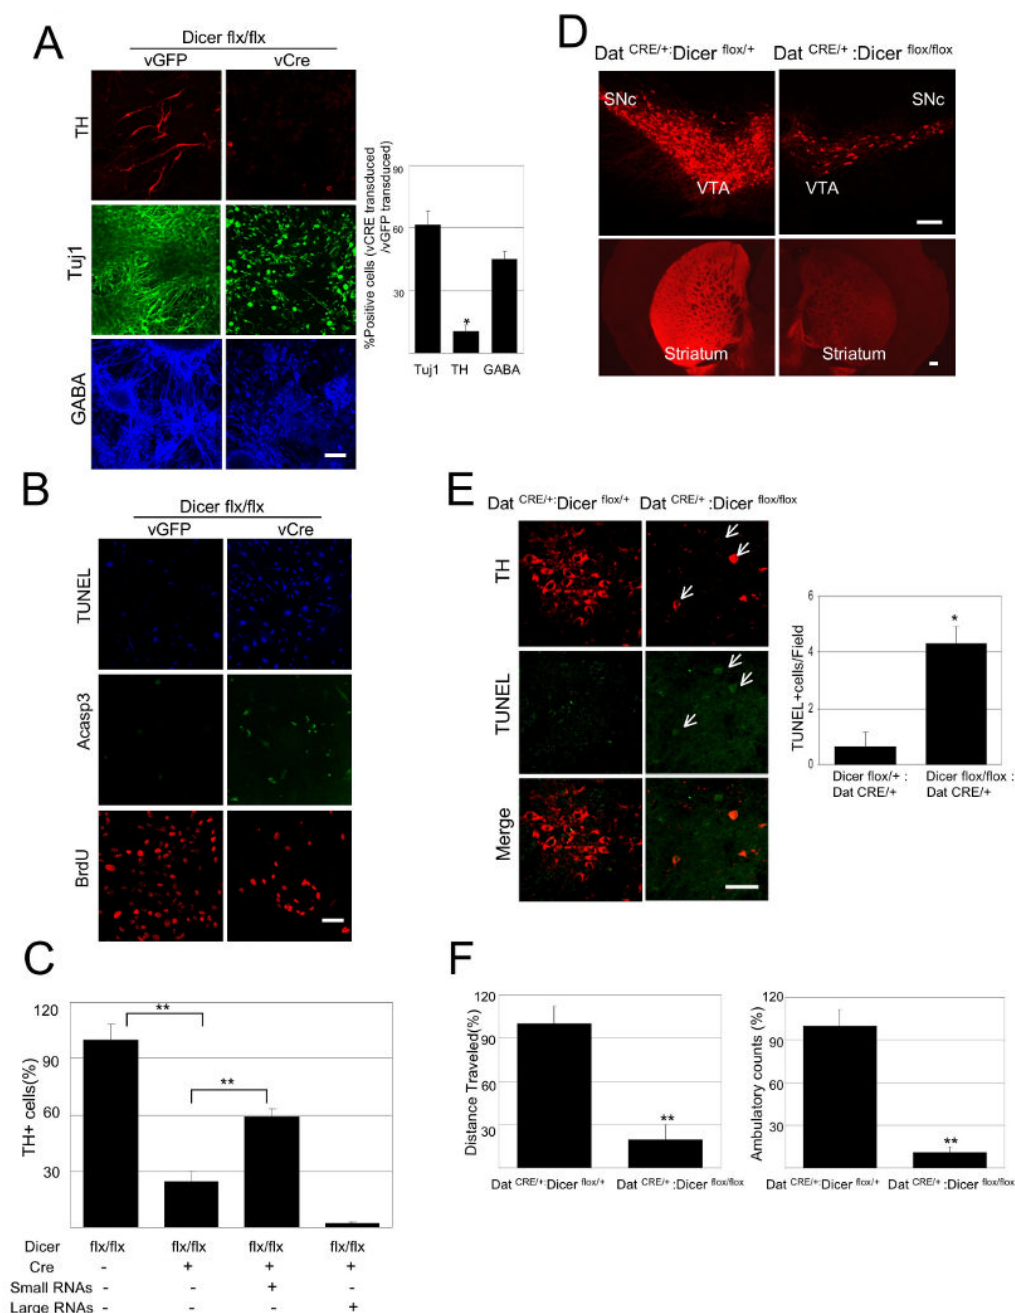 A
Dicer flx/flx
vGFP vCre
TH
Tuj1
GABA
%Positive cells (vCRE transduced
/vGFP transduced)
90
60
30
*
Tuj1 TH GABA
B
Dicer flx/flx
vGFP vCre
TUNEL
Acasp3
BrdU
C
TH+ cells(%)
120
90
60
30
**
**
Dicer flx/flx flx/flx flx/flx flx/flx
Cre - + + +
Small RNAs - - + -
Large RNAs - - - +
D
Dat CRE/+:Dicer flox/+ Dat CRE/+ :Dicer flox/flox
SNc SNc
VTA VTA
Striatum Striatum
E
Dat CRE/+:Dicer flox/+ Dat CRE/+ :Dicer flox/flox
TH
TUNEL
Merge
TUNEL+cells/Field
6
4
2
0
*
Dicer flox/+ : Dicer flox/flox :
Dat CRE/+ Dat CRE/+
F
Distance Traveled(%)
120
90
60
30
**
Dat CRE/+:Dicer flox/+ Dat CRE/+ :Dicer flox/flox
Ambulatory counts (%)
120
90
60
30
**
Dat CRE/+:Dicer flox/+ Dat CRE/+ :Dicer flox/flox